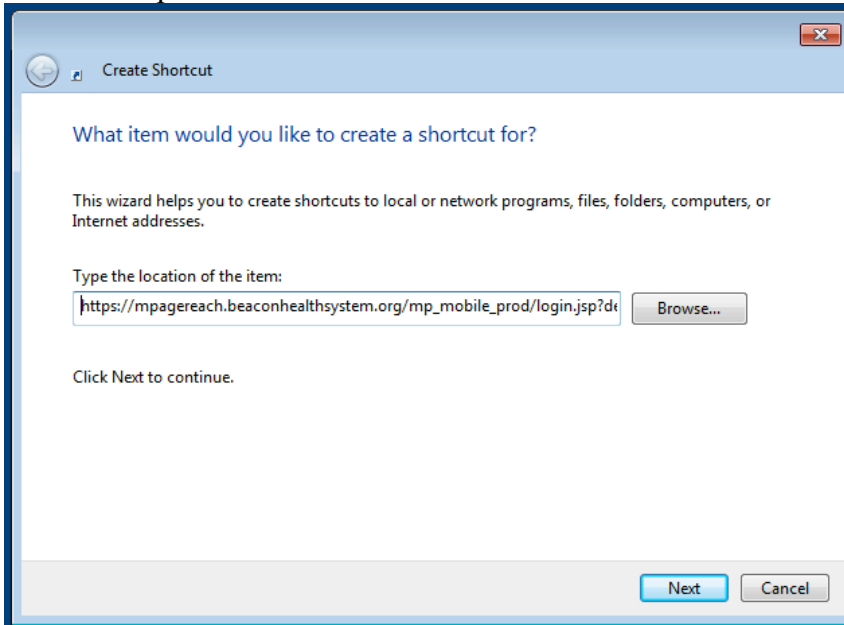 Create Shortcut
What item would you like to create a shortcut for?
This wizard helps you to create shortcuts to local or network programs, files, folders, computers, or
Internet addresses.
Type the location of the item:
https://mpagereach.beaconhealthsystem.org/mp_mobile_prod/login.jsp?de
Browse...
Click Next to continue.
Next
Cancel